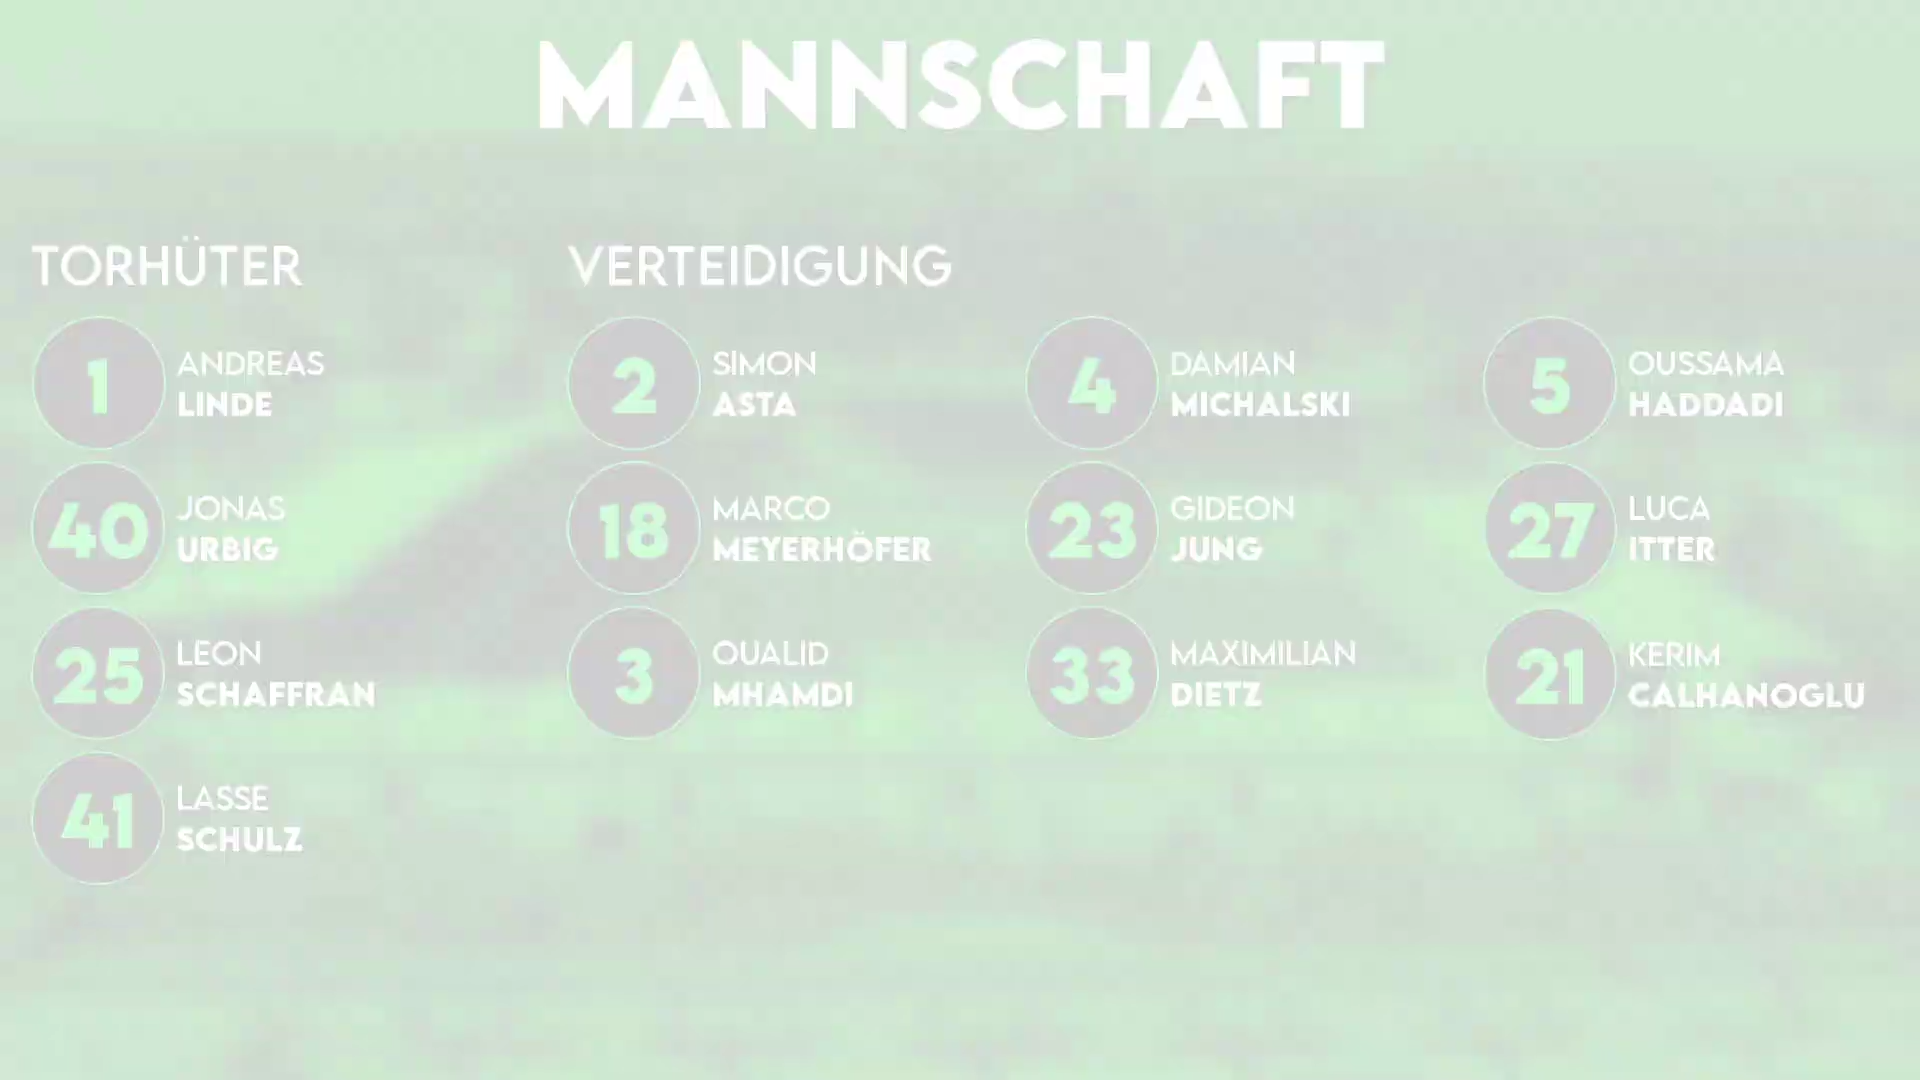 MANNSCHAFT
TORHÜTER
1
ANDREAS
LINDE
40
JONAS
URBIG
25
LEON
SCHAFFRAN
41
LASSE
SCHULZ
VERTEIDIGUNG
2
SIMON
ASTA
4
DAMIAN
MICHALSKI
5
OUSSAMA
HADDADI
18
MARCO
MEYERHÖFER
23
GIDEON
JUNG
27
LUCA
ITTER
3
OUALID
MHAMDI
33
MAXIMILIAN
DIETZ
21
KERIM
CALHANOGLU